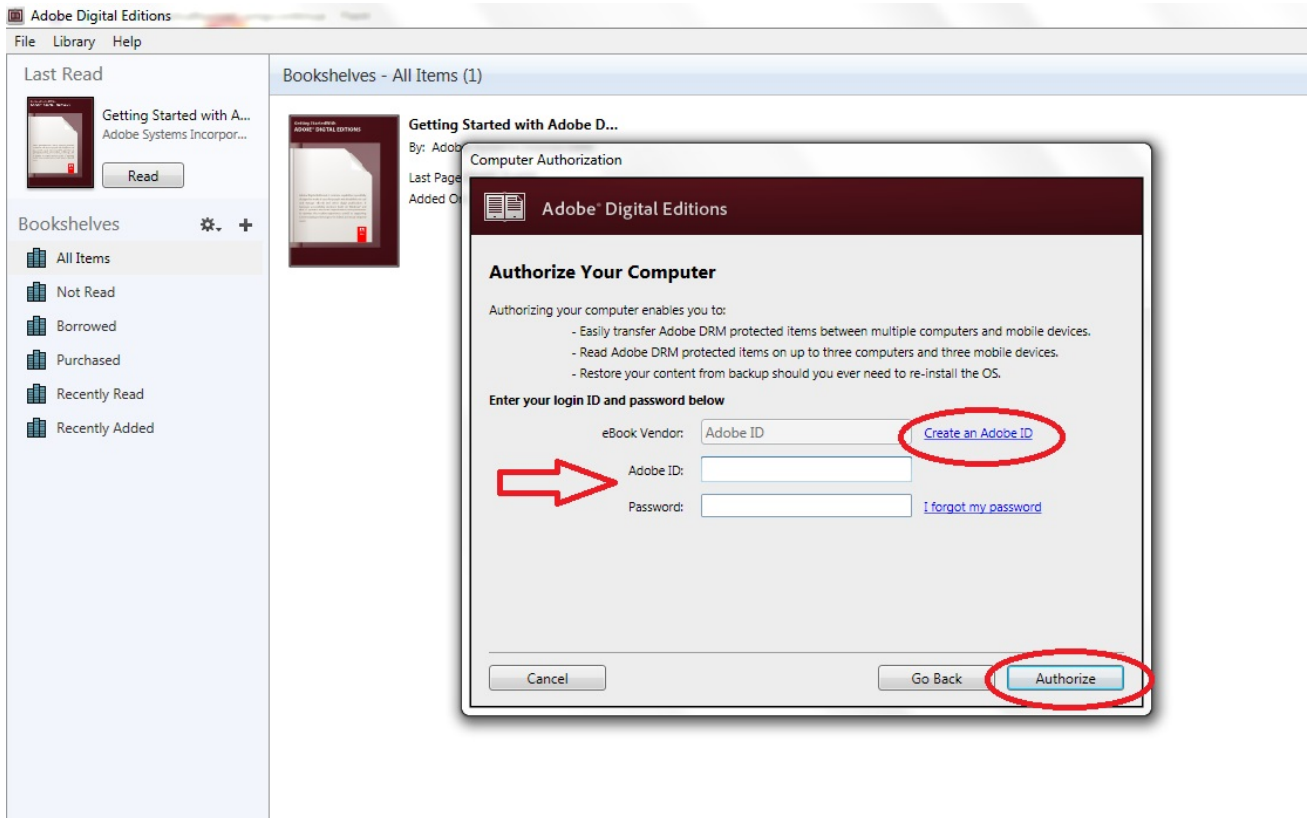 Adobe Digital Editions
File Library Help
Last Read
Getting Started with A...
Adobe Systems Incorpor...
Read
Bookshelves
All Items
Not Read
Borrowed
Purchased
Recently Read
Recently Added
Bookshelves - All Items (1)
Getting Started With
ADOBE® DIGITAL EDITIONS
Getting Started with Adobe D...
By: Adob
Last Page
Added O
Computer Authorization
Adobe® Digital Editions
Authorize Your Computer
Authorizing your computer enables you to:
- Easily transfer Adobe DRM protected items between multiple computers and mobile devices.
- Read Adobe DRM protected items on up to three computers and three mobile devices.
- Restore your content from backup should you ever need to re-install the OS.
Enter your login ID and password below
eBook Vendor: Adobe ID Create an Adobe ID
Adobe ID:
Password: I forgot my password
Cancel Go Back Authorize